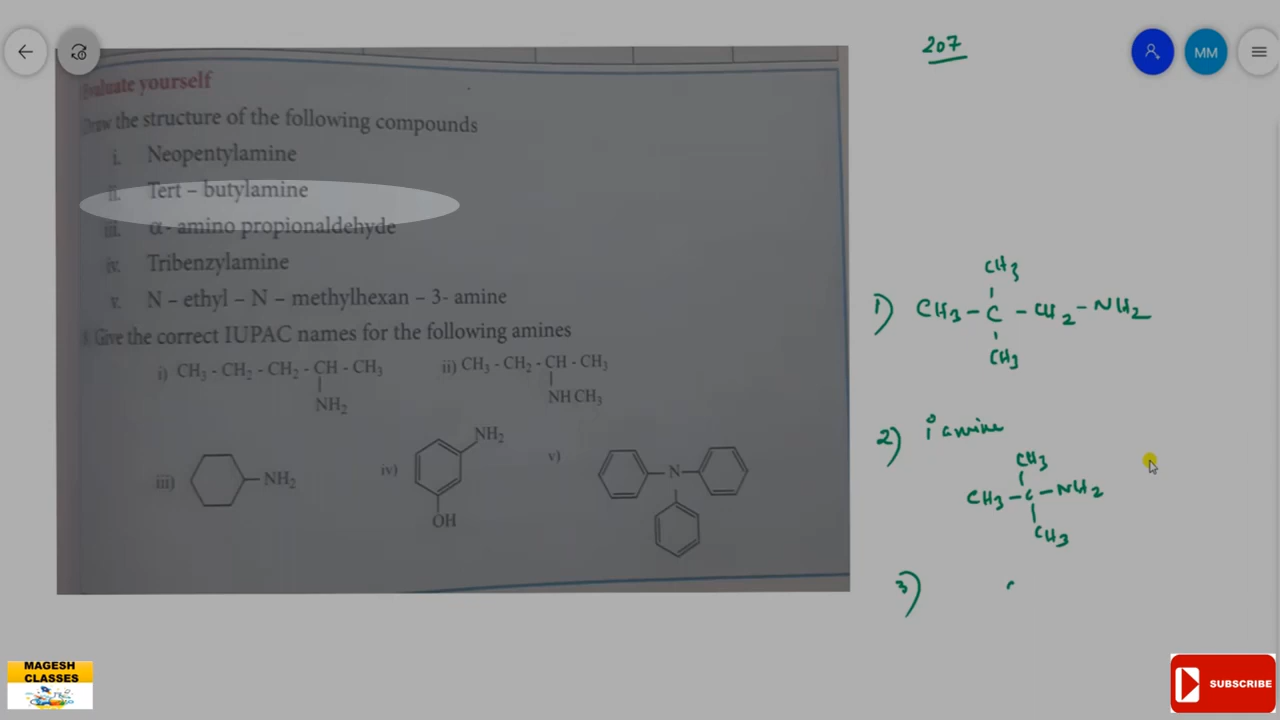 207
MM
Evaluate yourself
Draw the structure of the following compounds
i. Neopentylamine
ii. Tert – butylamine
iii. α- amino propionaldehyde
iv. Tribenzylamine
v. N – ethyl – N – methylhexan – 3- amine
Give the correct IUPAC names for the following amines
i) CH₃ - CH₂ - CH₂ - CH - CH₃
|
NH₂
ii) CH₃ - CH₂ - CH - CH₃
|
NHCH₃
iii) NH₂
iv) NH₂
OH
v) N
1) CH₃
CH₃ - C - CH₂ - NH₂
CH₃
2) 1° amine
CH₃
CH₃ - C - NH₂
CH₃
3)
MAGESH
CLASSES
SUBSCRIBE